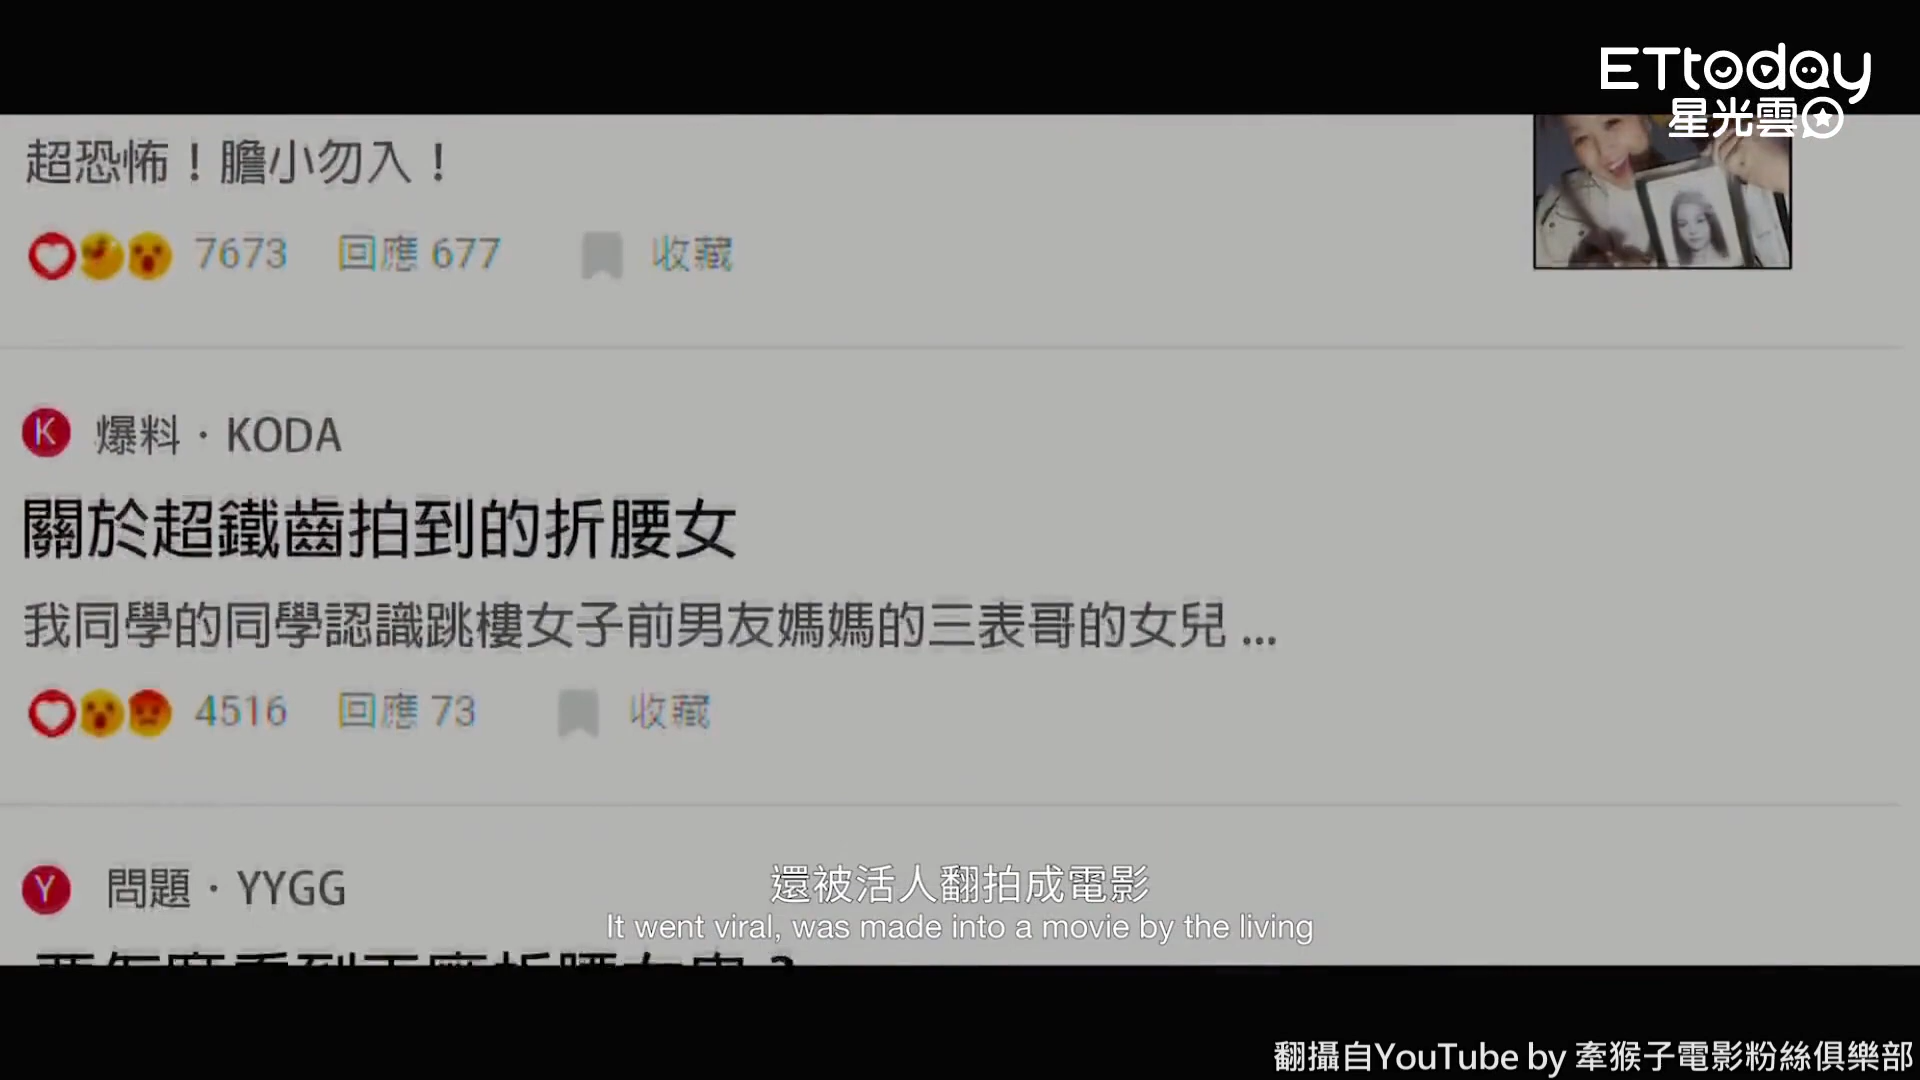 ETtoday
星光雲
超恐怖！膽小勿入！
7673 回應 677 收藏
K 爆料·KODA
關於超鐵齒拍到的折腰女
我同學的同學認識跳樓女子前男友媽媽的三表哥的女兒 ...
4516 回應 73 收藏
Y 問題·YYGG
還被活人翻拍成電影
It went viral, was made into a movie by the living
翻攝自YouTube by 牽猴子電影粉絲俱樂部